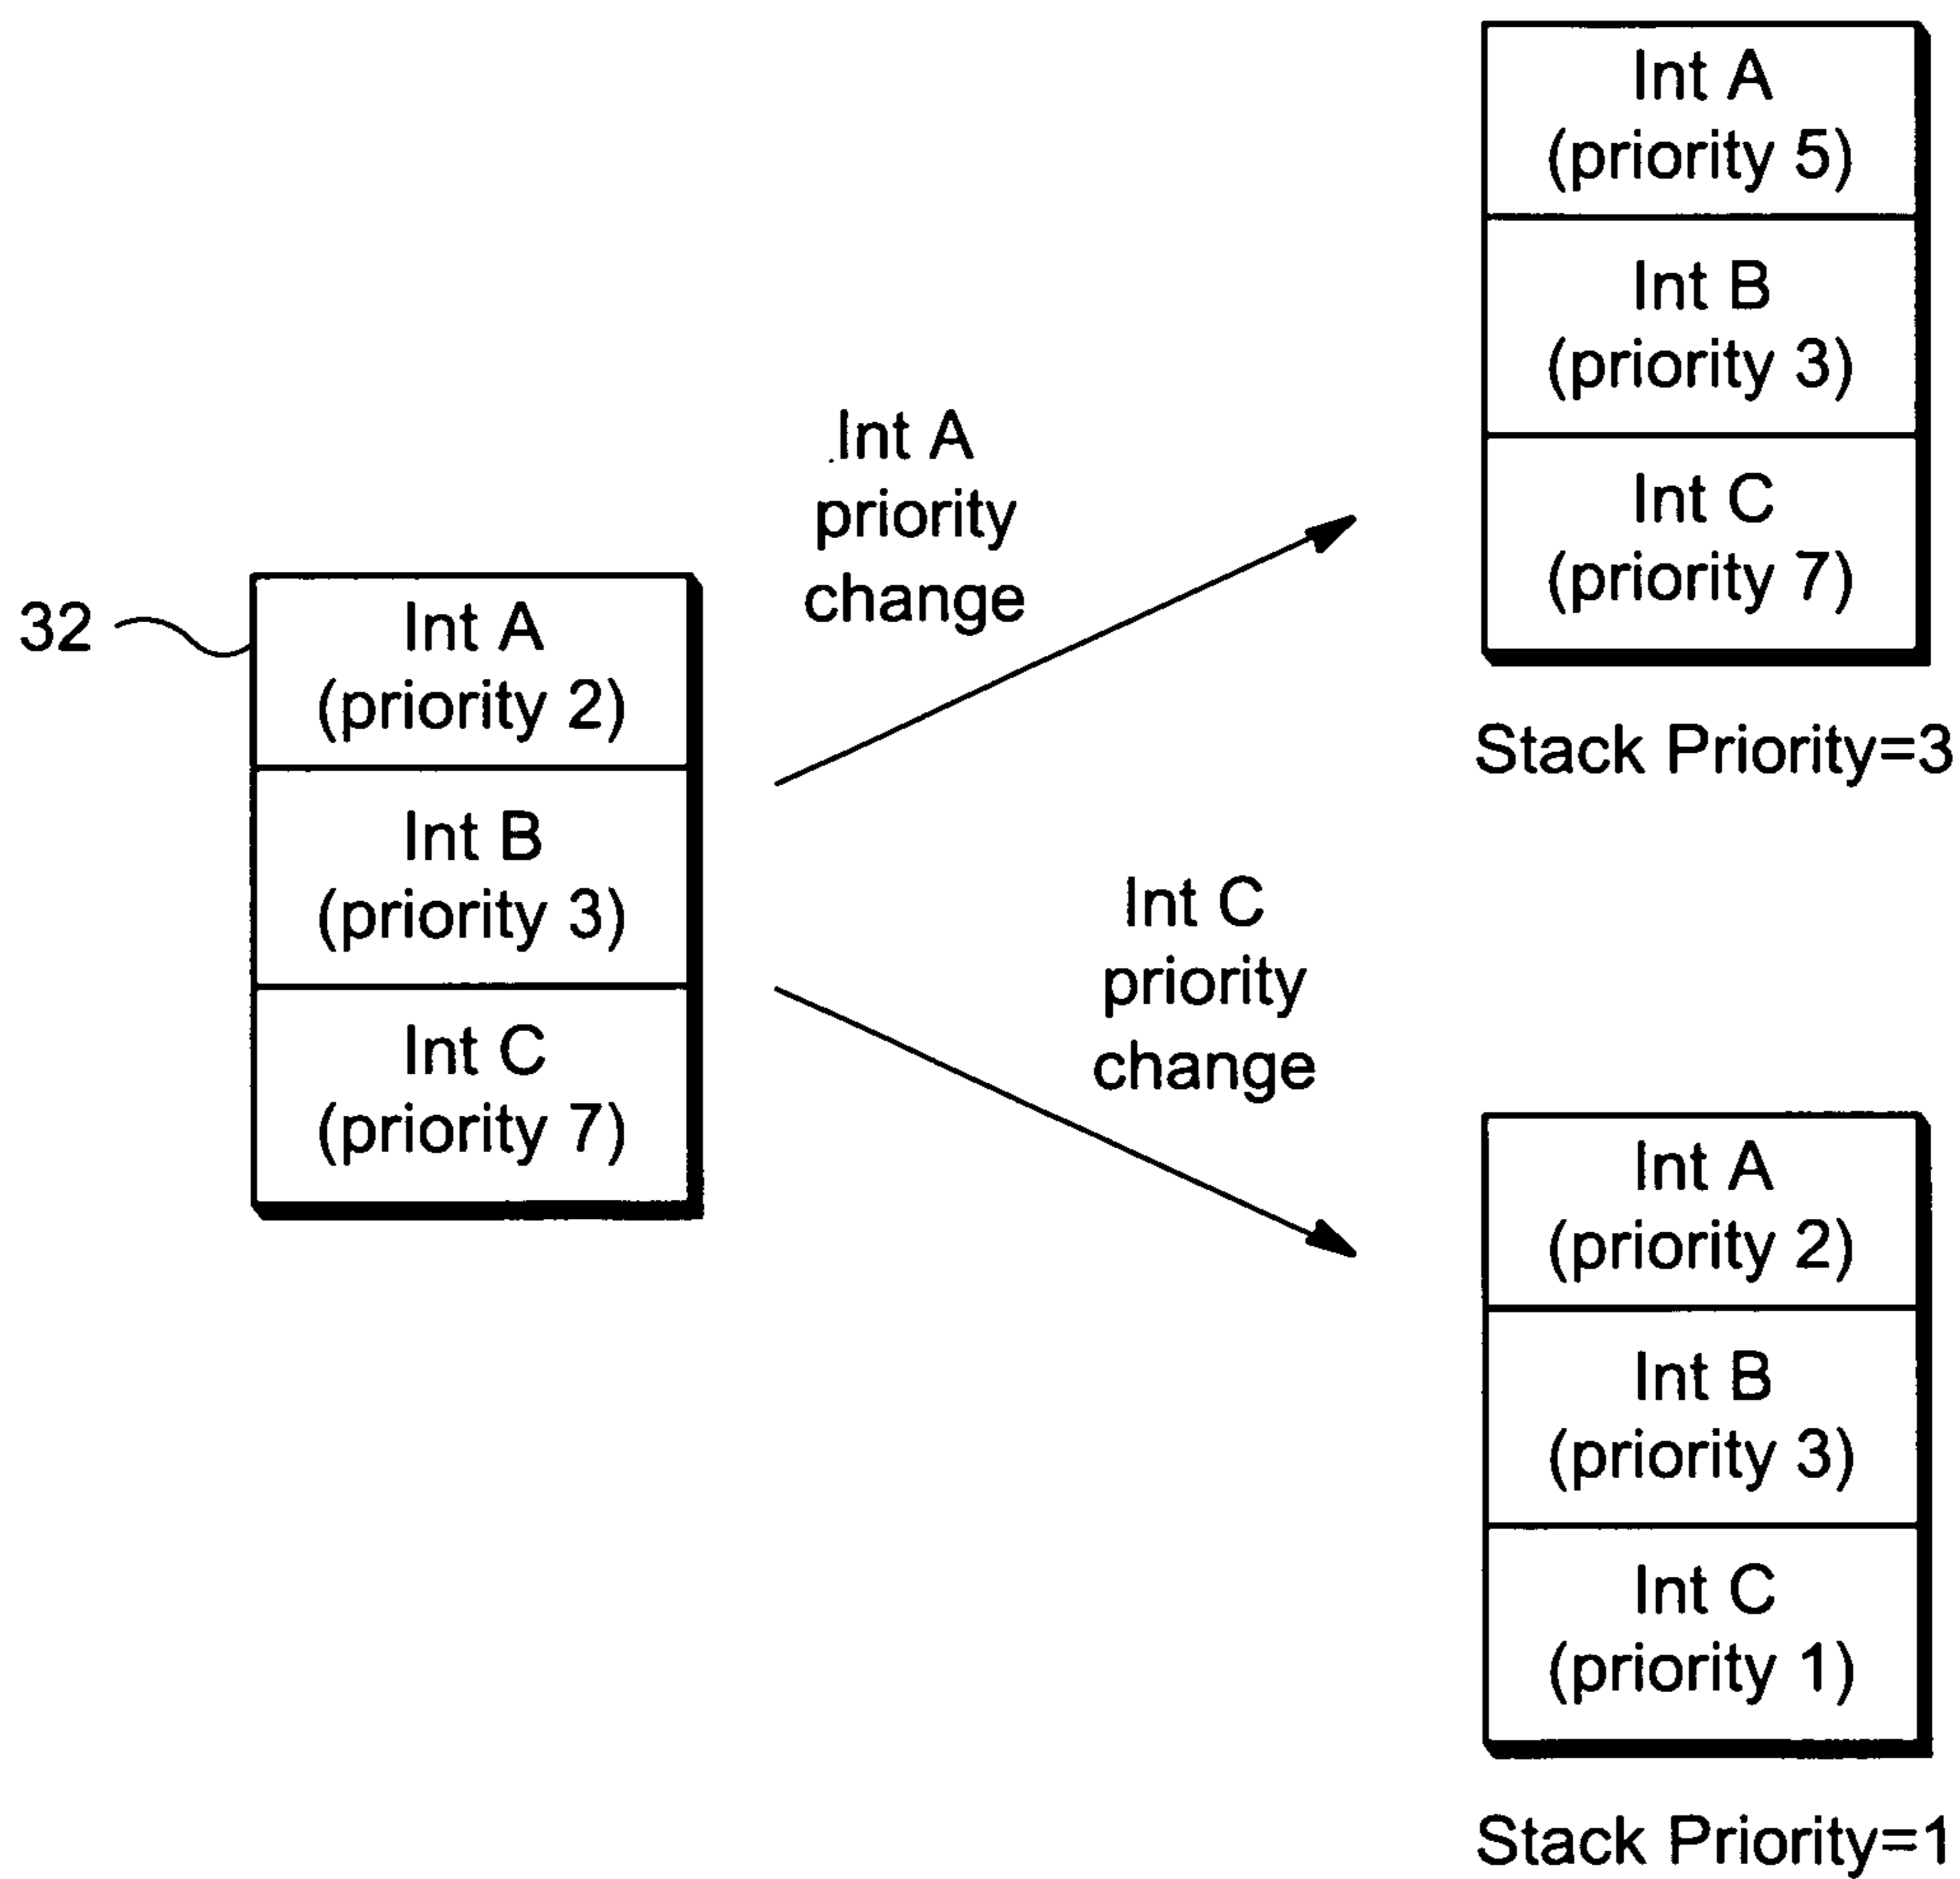 32
Int A
(priority 2)
Int B
(priority 3)
Int C
(priority 7)
Int A
priority
change
Int C
priority
change
Int A
(priority 5)
Int B
(priority 3)
Int C
(priority 7)
Stack Priority=3
Int A
(priority 2)
Int B
(priority 3)
Int C
(priority 1)
Stack Priority=1